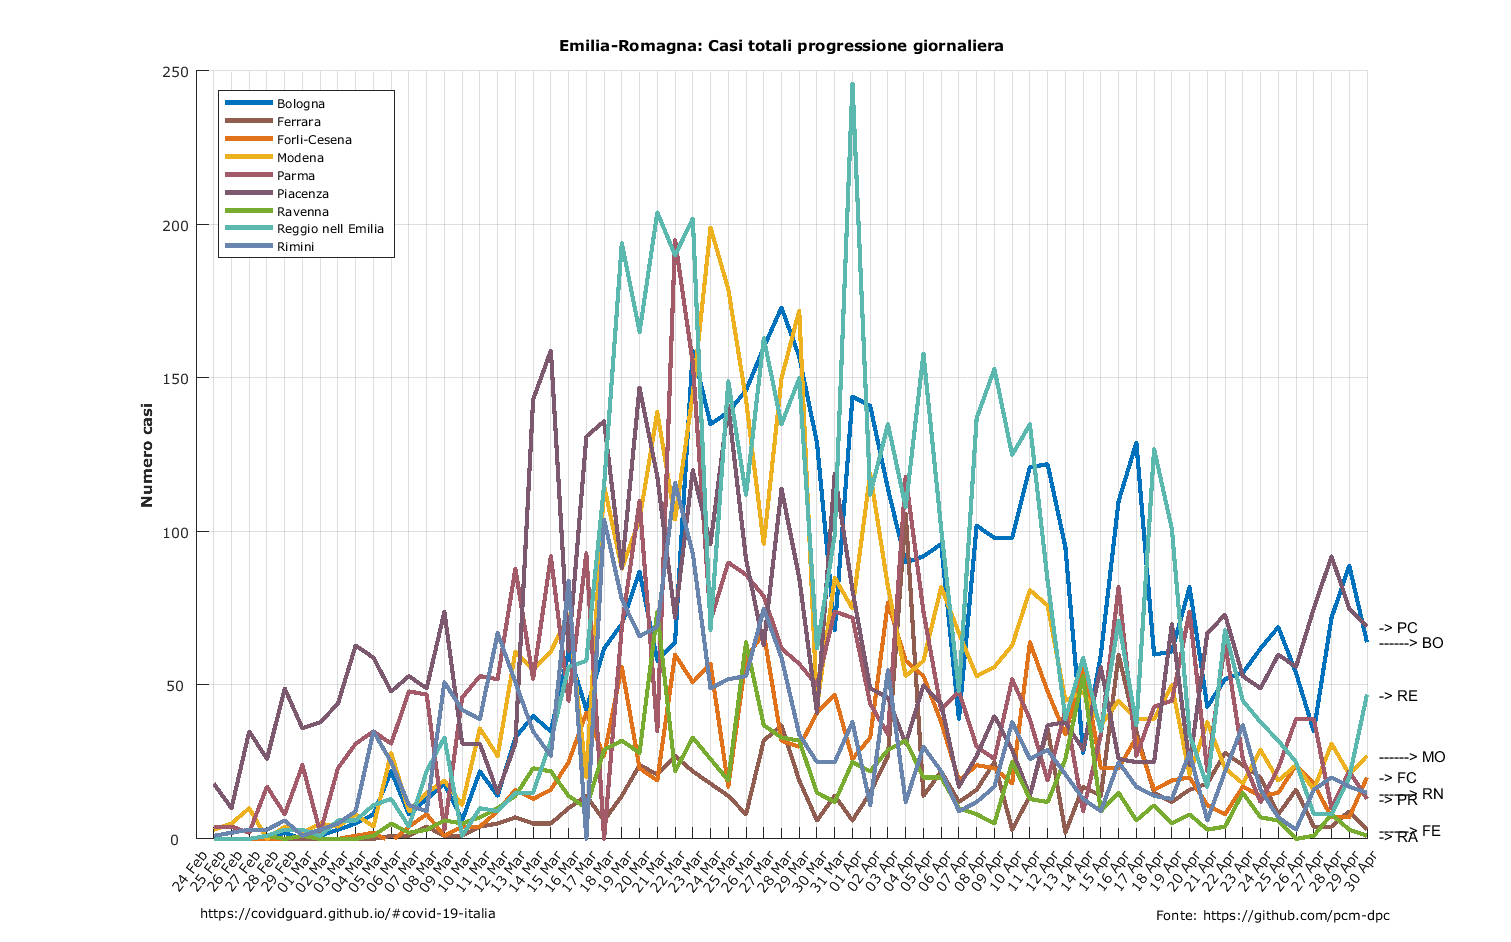 Emilia-Romagna: Casi totali progressione giornaliera
250
200
150
100
50
0
Numero casi
Bologna
Ferrara
Forli-Cesena
Modena
Parma
Piacenza
Ravenna
Reggio nell Emilia
Rimini
-> PC
------> BO
-> RE
------> MO
-> FC
------> RN
-> PR
------> FE
-> RA
24 Feb
25 Feb
26 Feb
27 Feb
28 Feb
29 Feb
01 Mar
02 Mar
03 Mar
04 Mar
05 Mar
06 Mar
07 Mar
08 Mar
09 Mar
10 Mar
11 Mar
12 Mar
13 Mar
14 Mar
15 Mar
16 Mar
17 Mar
18 Mar
19 Mar
20 Mar
21 Mar
22 Mar
23 Mar
24 Mar
25 Mar
26 Mar
27 Mar
28 Mar
29 Mar
30 Mar
31 Mar
01 Apr
02 Apr
03 Apr
04 Apr
05 Apr
06 Apr
07 Apr
08 Apr
09 Apr
10 Apr
11 Apr
12 Apr
13 Apr
14 Apr
15 Apr
16 Apr
17 Apr
18 Apr
19 Apr
20 Apr
21 Apr
22 Apr
23 Apr
24 Apr
25 Apr
26 Apr
27 Apr
28 Apr
29 Apr
30 Apr
https://covidguard.github.io/#covid-19-italia
Fonte: https://github.com/pcm-dpc